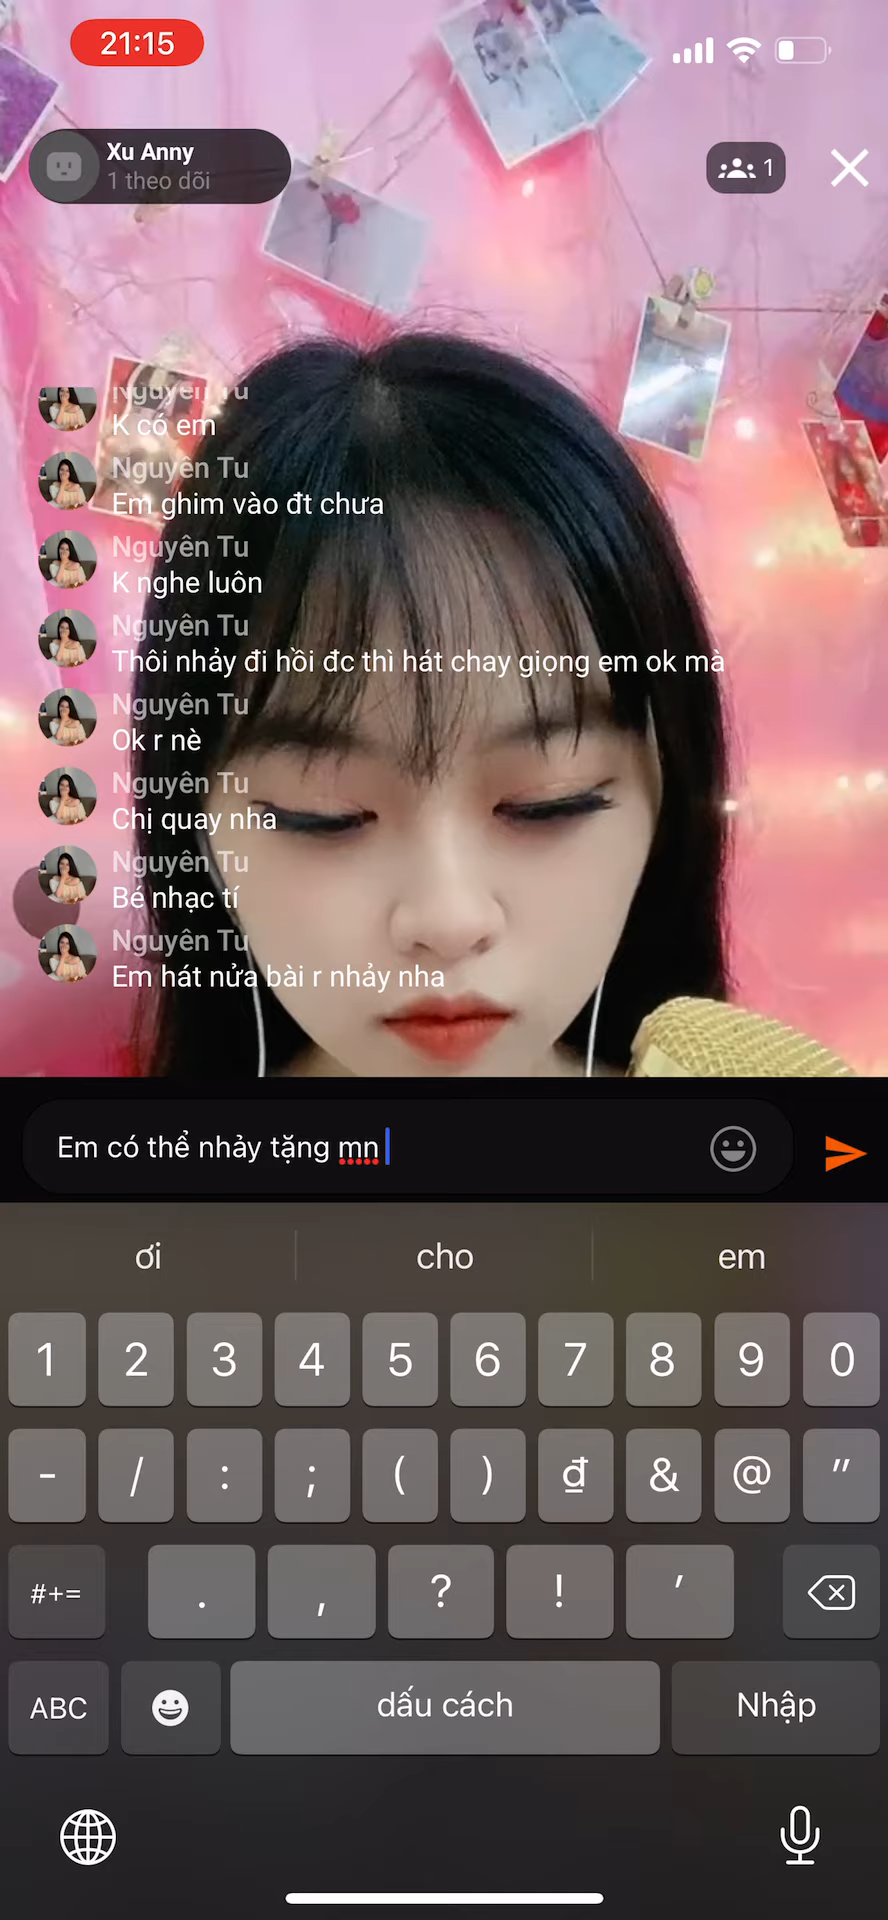 21:15
Xu Anny
1 theo dõi
1
Nguyên Tu
K có em
Nguyên Tu
Em ghim vào đt chưa
Nguyên Tu
K nghe luôn
Nguyên Tu
Thôi nhảy đi hồi đc thì hát chay giọng em ok mà
Nguyên Tu
Ok r nè
Nguyên Tu
Chị quay nha
Nguyên Tu
Bé nhạc tí
Nguyên Tu
Em hát nửa bài r nhảy nha
Em có thể nhảy tặng mn
ơi cho em
1 2 3 4 5 6 7 8 9 0
- / : ; ( ) ₫ & @ "
#+= . , ? ! '
ABC dấu cách Nhập